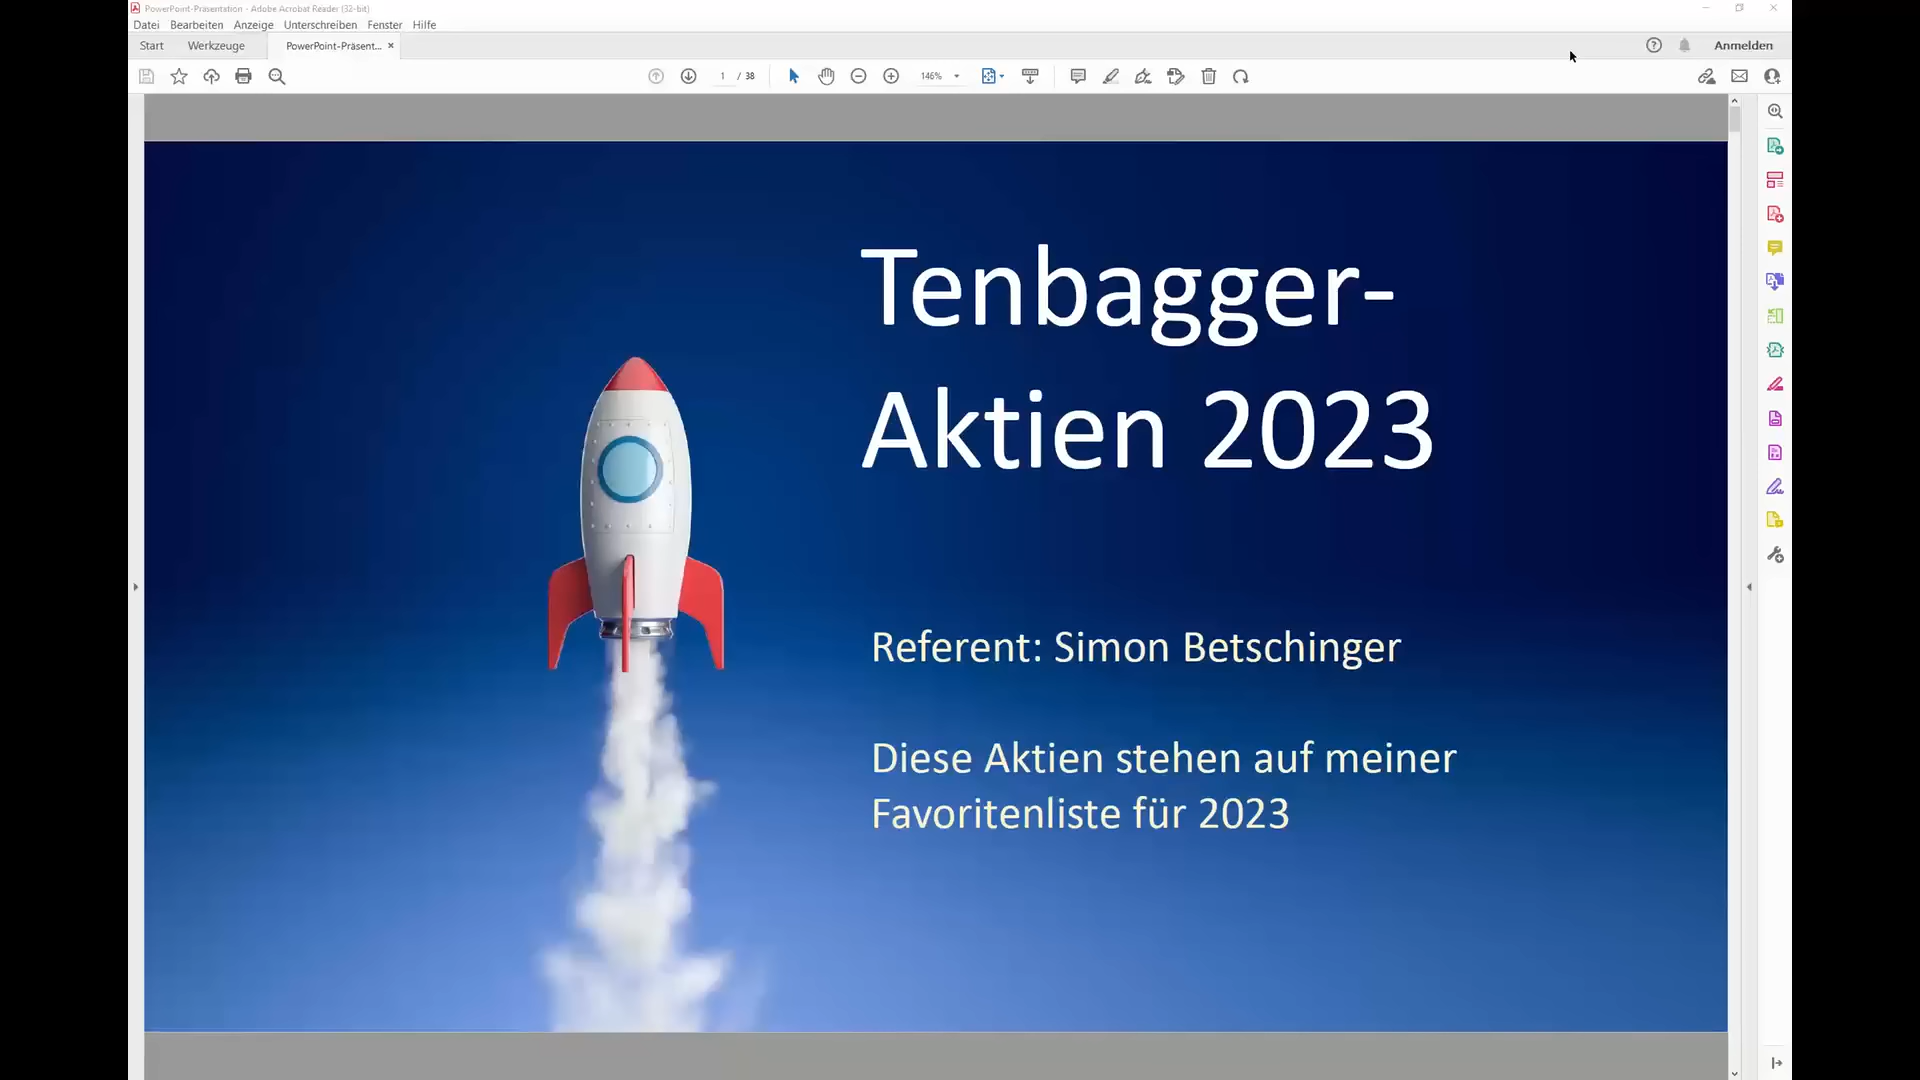 PowerPoint-Präsentation - Adobe Acrobat Reader (32-bit)
Datei Bearbeiten Anzeige Unterschreiben Fenster Hilfe
Start Werkzeuge PowerPoint-Präsent... Anmelden
1 / 38 146%
Tenbagger-
Aktien 2023
Referent: Simon Betschinger
Diese Aktien stehen auf meiner
Favoritenliste für 2023